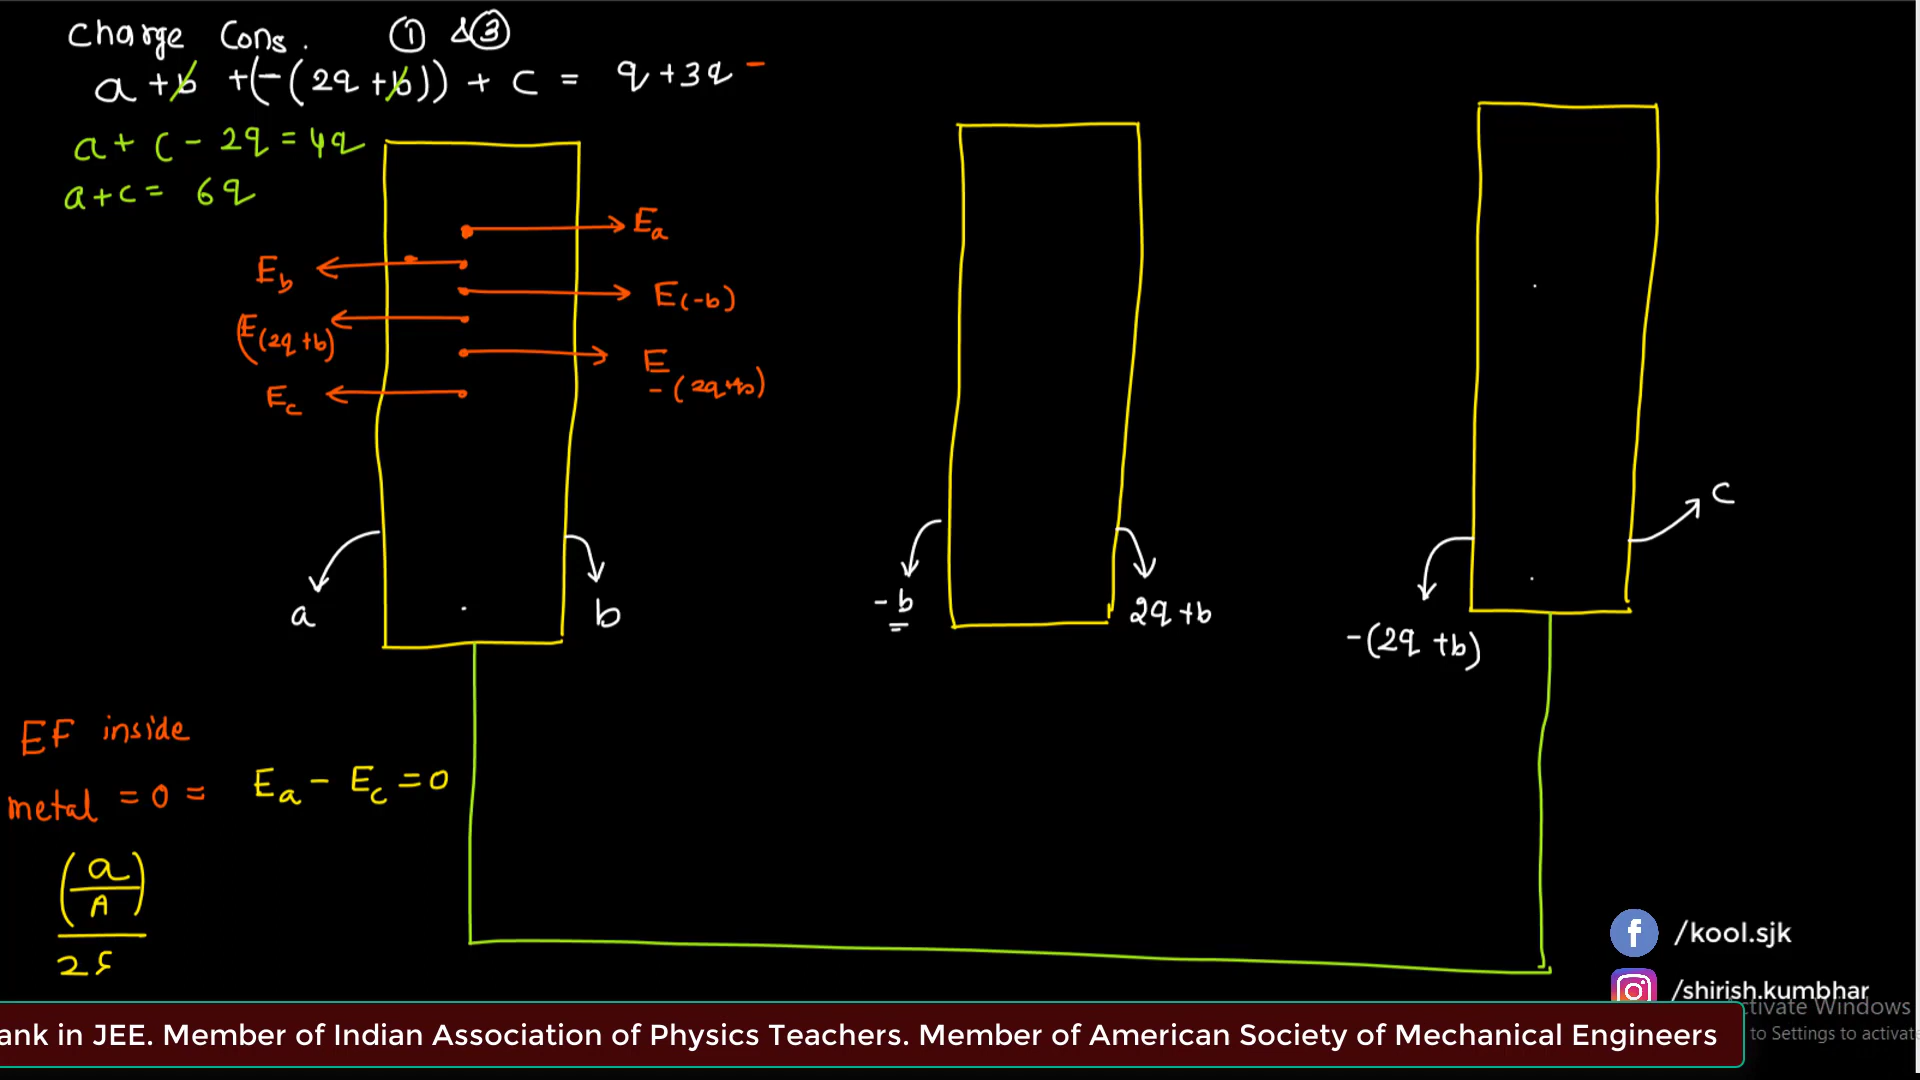 Charge Cons. ① & ③
a + b + (-(2q + b)) + c = q + 3q -
a + c - 2q = 4q
a + c = 6q
Ea
Eb
E(-b)
E(2q+b)
E-(2q+b)
Ec
c
a
b
-b
2q+b
-(2q+b)
EF inside
metal = 0 = Ea - Ec = 0
(a/A)
2ε
/kool.sjk
/shirish.kumbhar
ctivate Windows
to Settings to activat
ank in JEE. Member of Indian Association of Physics Teachers. Member of American Society of Mechanical Engineers